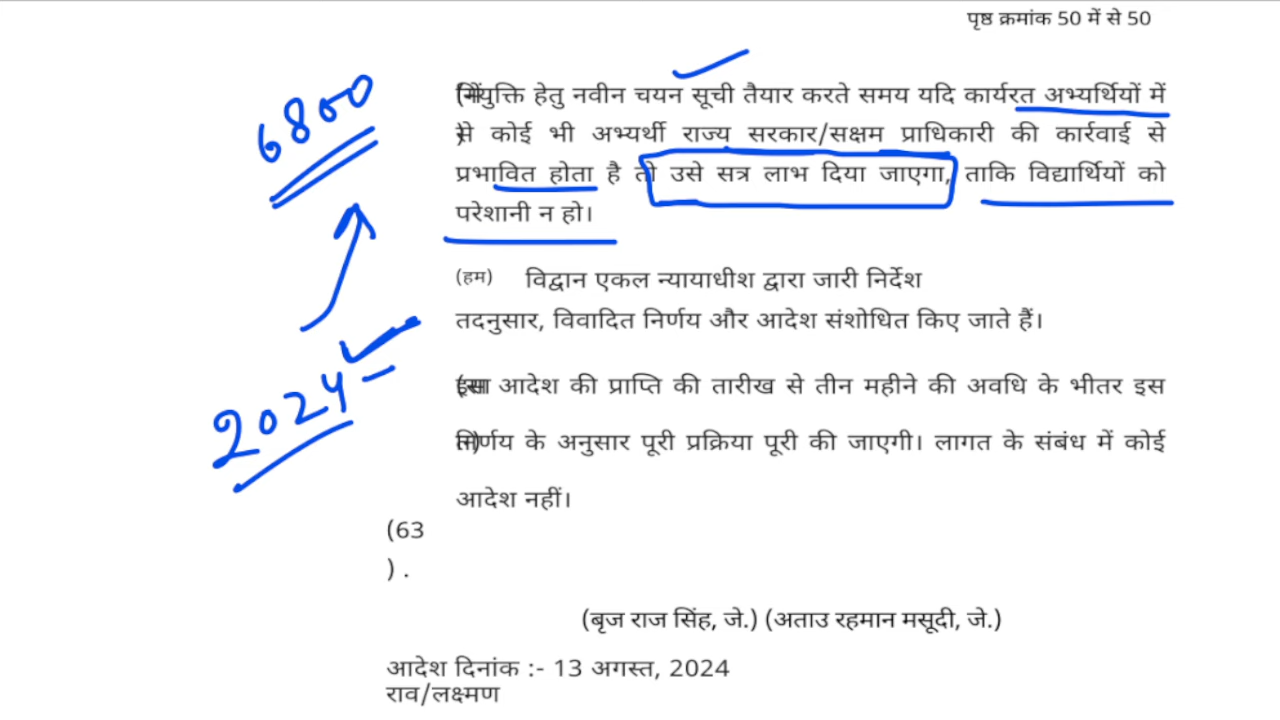 पृष्ठ क्रमांक 50 में से 50
6800
नियुक्ति हेतु नवीन चयन सूची तैयार करते समय यदि कार्यरत अभ्यर्थियों में
से कोई भी अभ्यर्थी राज्य सरकार/सक्षम प्राधिकारी की कार्रवाई से
प्रभावित होता है तो उसे सत्र लाभ दिया जाएगा, ताकि विद्यार्थियों को
परेशानी न हो।
(हम) विद्वान एकल न्यायाधीश द्वारा जारी निर्देश
तदनुसार, विवादित निर्णय और आदेश संशोधित किए जाते हैं।
2024
आदेश की प्राप्ति की तारीख से तीन महीने की अवधि के भीतर इस
निर्णय के अनुसार पूरी प्रक्रिया पूरी की जाएगी। लागत के संबंध में कोई
आदेश नहीं।
(63
) .
(बृज राज सिंह, जे.) (अताउ रहमान मसूदी, जे.)
आदेश दिनांक :- 13 अगस्त, 2024
राव/लक्ष्मण